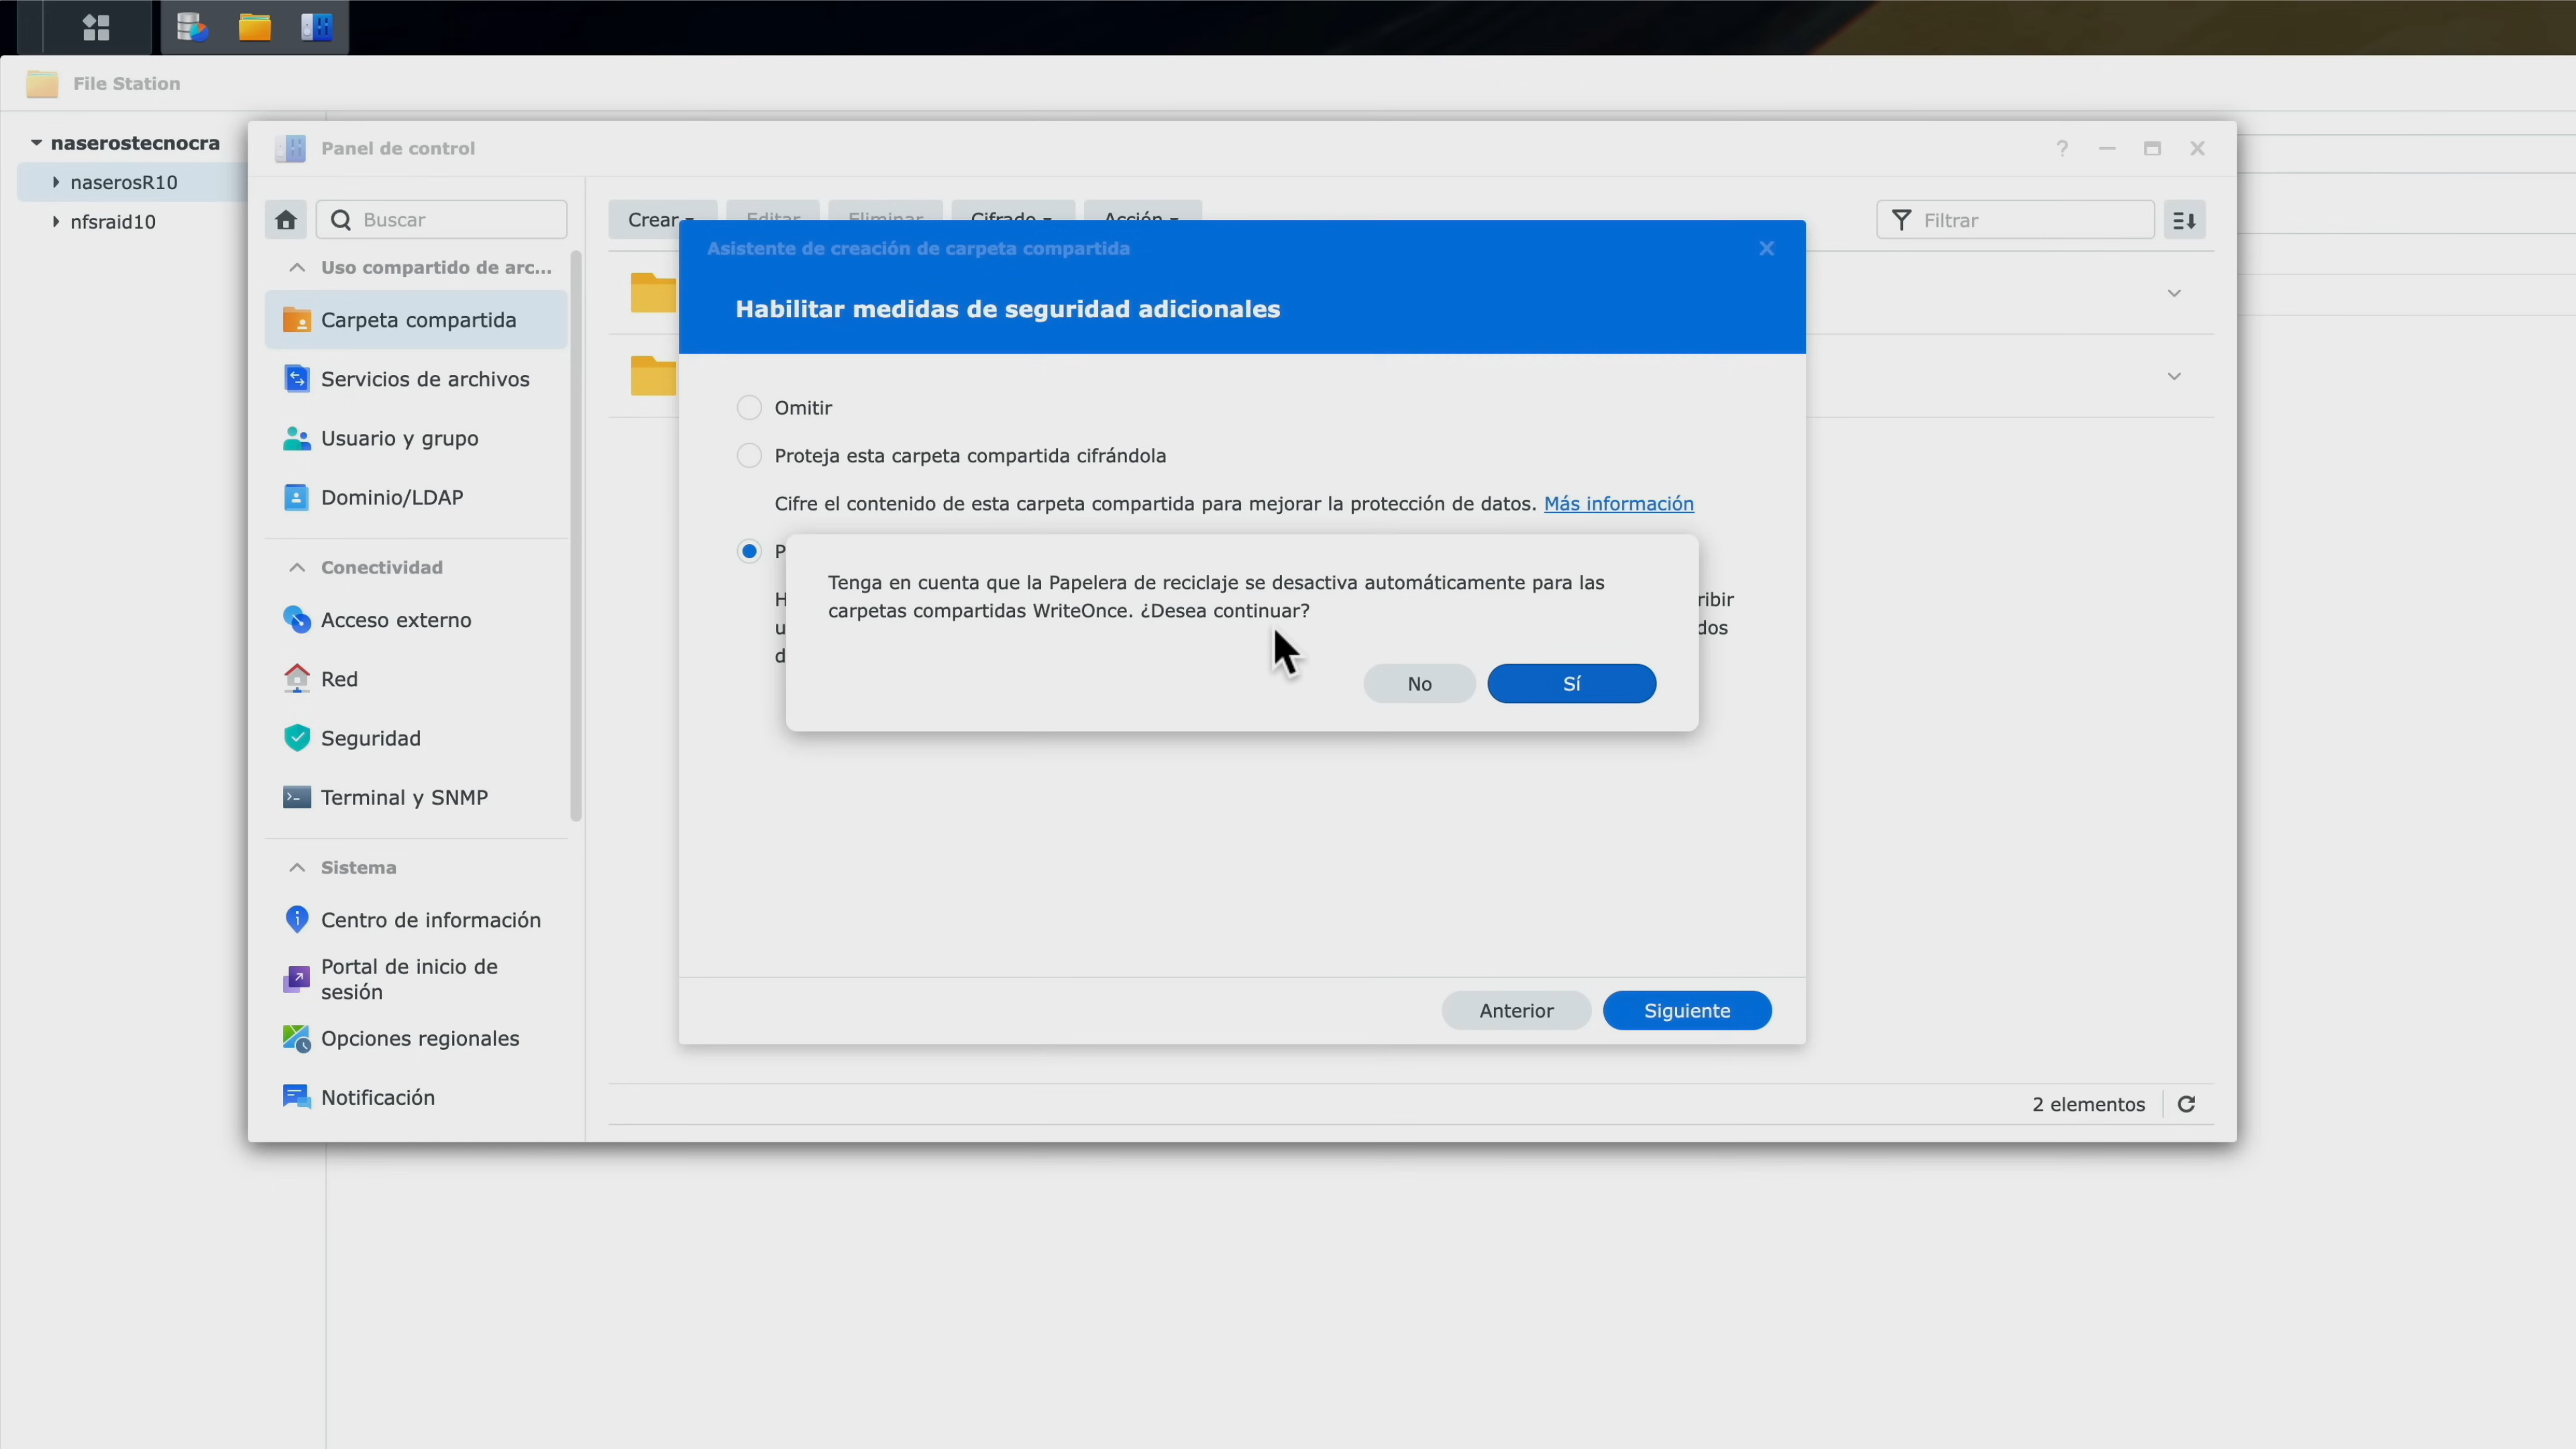 File Station
naserostecnocra
naserosR10
nfsraid10
Panel de control
Buscar
Uso compartido de arc...
Carpeta compartida
Servicios de archivos
Usuario y grupo
Dominio/LDAP
Conectividad
Acceso externo
Red
Seguridad
Terminal y SNMP
Sistema
Centro de información
Portal de inicio de
sesión
Opciones regionales
Notificación
Crear Editar Eliminar Cifrado Acción
Filtrar
Asistente de creación de carpeta compartida
Habilitar medidas de seguridad adicionales
Omitir
Proteja esta carpeta compartida cifrándola
Cifre el contenido de esta carpeta compartida para mejorar la protección de datos. Más información
Tenga en cuenta que la Papelera de reciclaje se desactiva automáticamente para las
carpetas compartidas WriteOnce. ¿Desea continuar?
No Sí
Anterior Siguiente
2 elementos